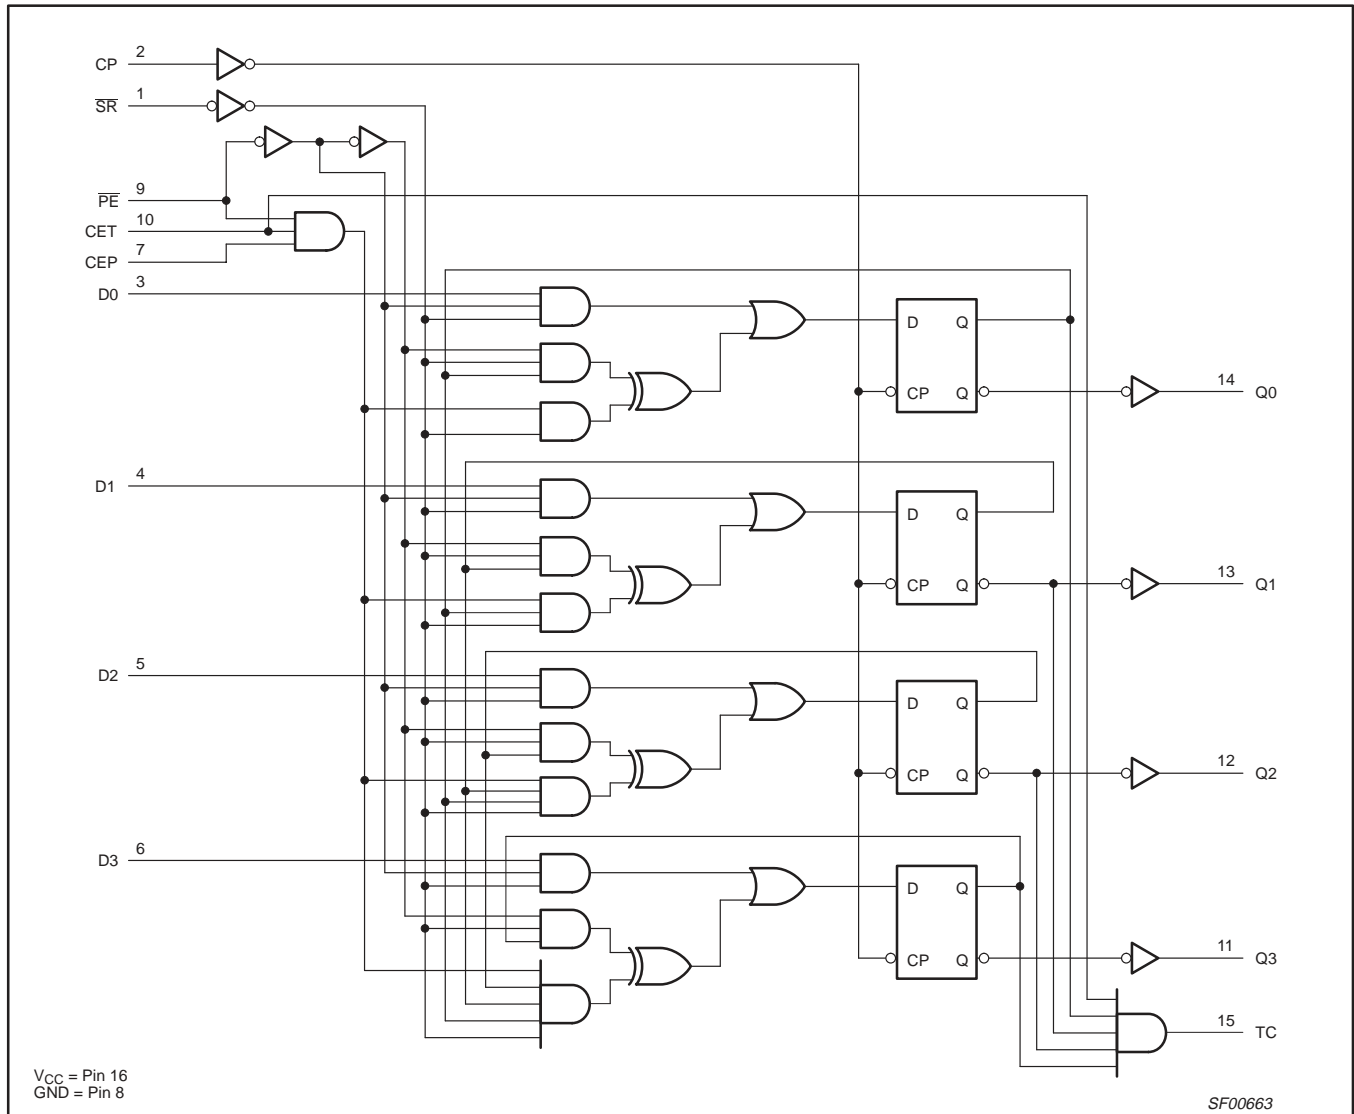 CP 2
SR 1
PE 9
CET 10
CEP 7
D0 3
D Q
CP Q
14 Q0
D1 4
D Q
CP Q
13 Q1
D2 5
D Q
CP Q
12 Q2
D3 6
D Q
CP Q
11 Q3
15 TC
VCC = Pin 16
GND = Pin 8
SF00663